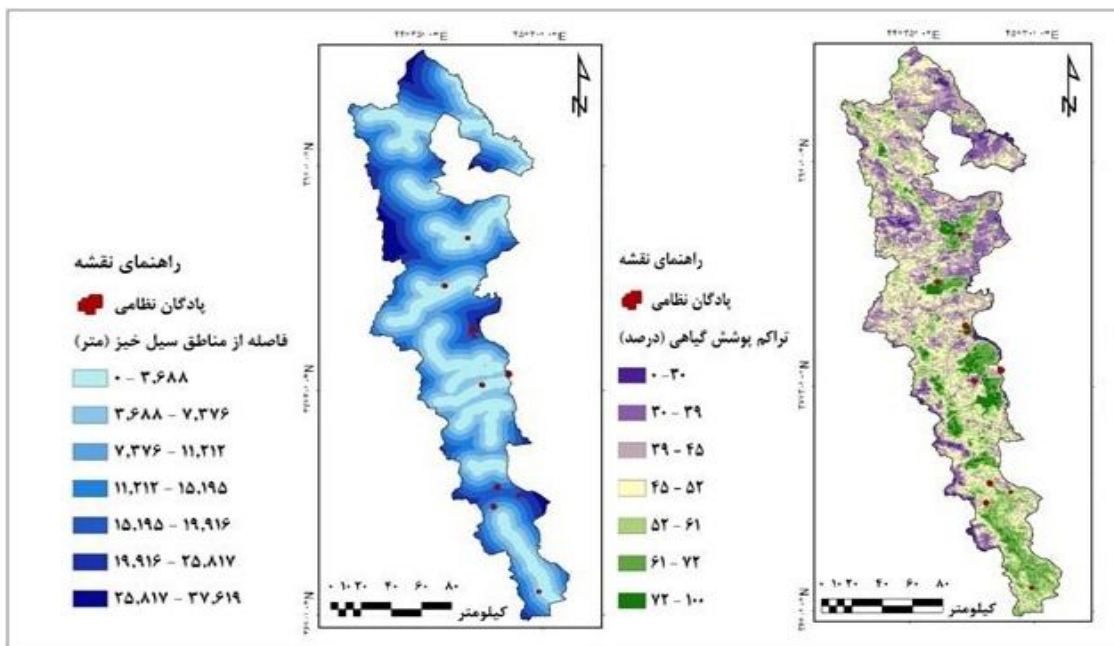 راهنمای نقشه
پادگان نظامی
فاصله از مناطق سیل خیز (متر)
۰ - ۳,۶۸۸
۳,۶۸۸ - ۷,۳۷۶
۷,۳۷۶ - ۱۱,۲۱۲
۱۱,۲۱۲ - ۱۵,۱۹۵
۱۵,۱۹۵ - ۱۹,۹۱۶
۱۹,۹۱۶ - ۲۵,۸۱۷
۲۵,۸۱۷ - ۳۷,۶۱۹
N
۰ ۱۰ ۲۰ ۴۰ ۶۰ ۸۰
کیلومتر
راهنمای نقشه
پادگان نظامی
تراکم پوشش گیاهی (درصد)
۰ - ۳۰
۳۰ - ۳۹
۳۹ - ۴۵
۴۵ - ۵۲
۵۲ - ۶۱
۶۱ - ۷۲
۷۲ - ۱۰۰
N
۰ ۱۰ ۲۰ ۴۰ ۶۰ ۸۰
کیلومتر